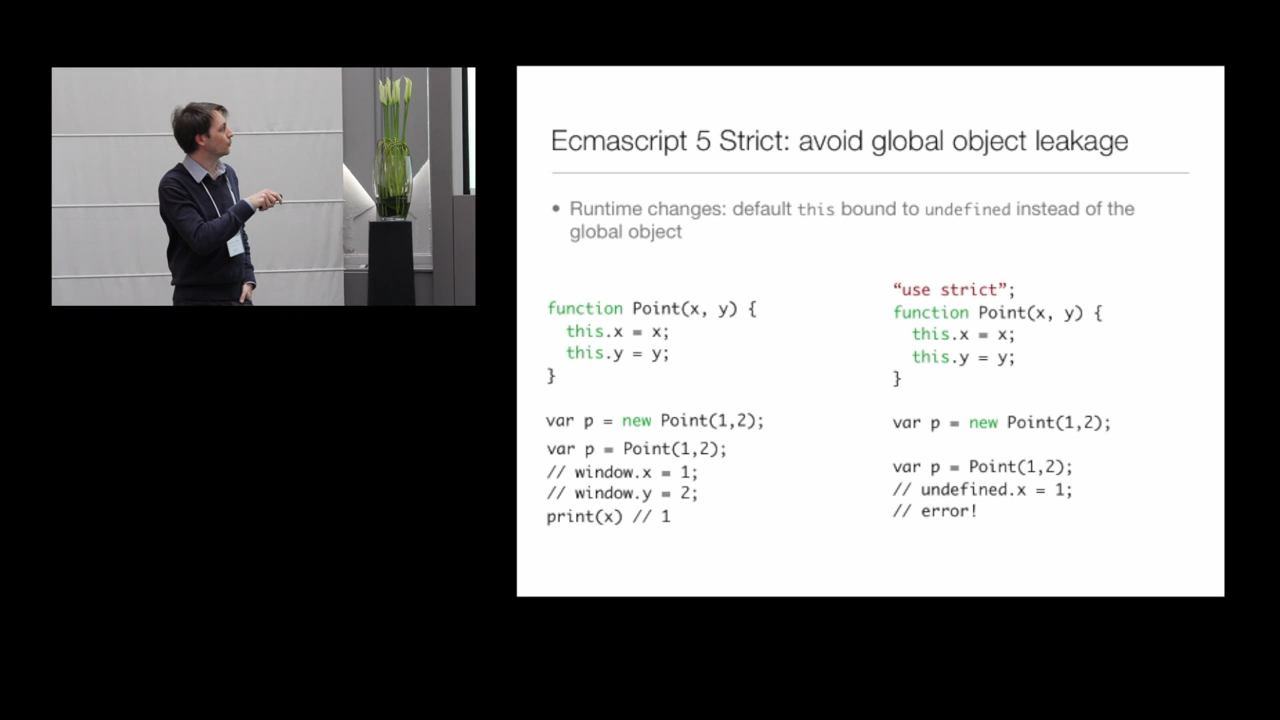 Ecmascript 5 Strict: avoid global object leakage
• Runtime changes: default this bound to undefined instead of the
global object
function Point(x, y) {
  this.x = x;
  this.y = y;
}
var p = new Point(1,2);
var p = Point(1,2);
// window.x = 1;
// window.y = 2;
print(x) // 1
“use strict”;
function Point(x, y) {
  this.x = x;
  this.y = y;
}
var p = new Point(1,2);
var p = Point(1,2);
// undefined.x = 1;
// error!